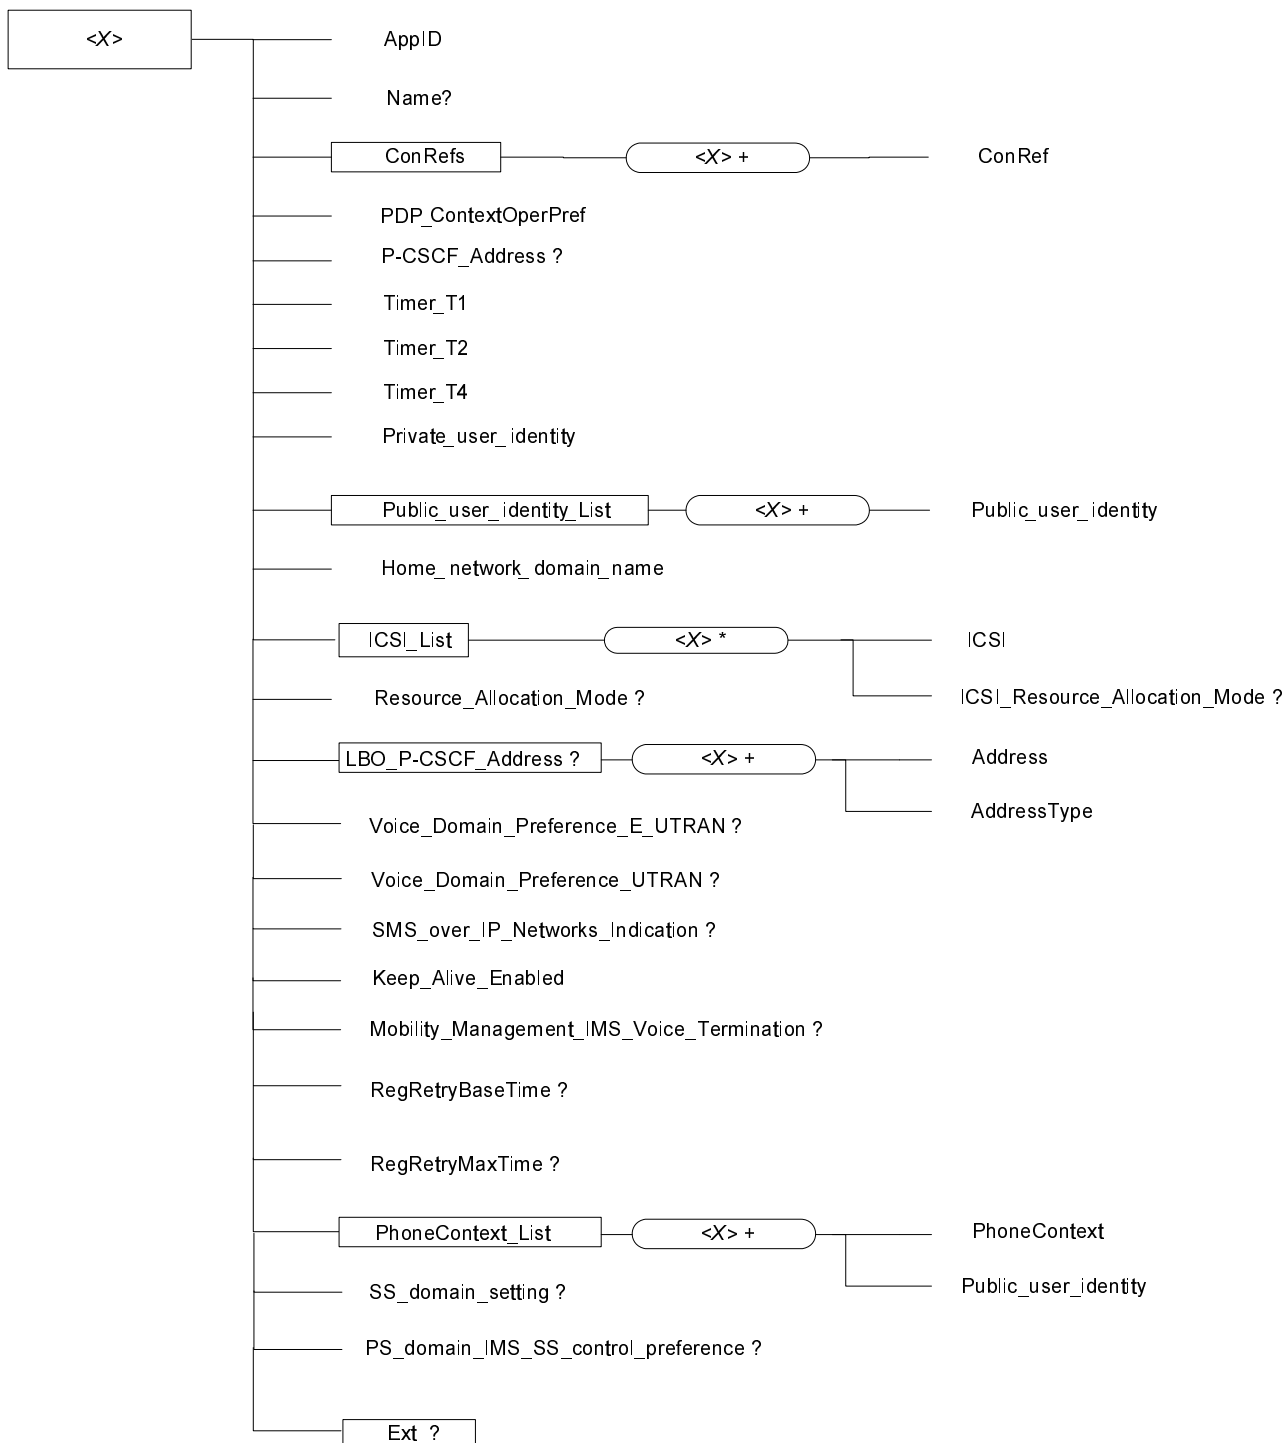 <X>
AppID
Name?
ConRefs <X> + ConRef
PDP_ContextOperPref
P-CSCF_Address ?
Timer_T1
Timer_T2
Timer_T4
Private_user_identity
Public_user_identity_List <X> + Public_user_identity
Home_network_domain_name
ICSI_List <X> * ICSI
Resource_Allocation_Mode ? ICSI_Resource_Allocation_Mode ?
LBO_P-CSCF_Address ? <X> + Address
AddressType
Voice_Domain_Preference_E_UTRAN ?
Voice_Domain_Preference_UTRAN ?
SMS_over_IP_Networks_Indication ?
Keep_Alive_Enabled
Mobility_Management_IMS_Voice_Termination ?
RegRetryBaseTime ?
RegRetryMaxTime ?
PhoneContext_List <X> + PhoneContext
SS_domain_setting ? Public_user_identity
PS_domain_IMS_SS_control_preference ?
Ext ?